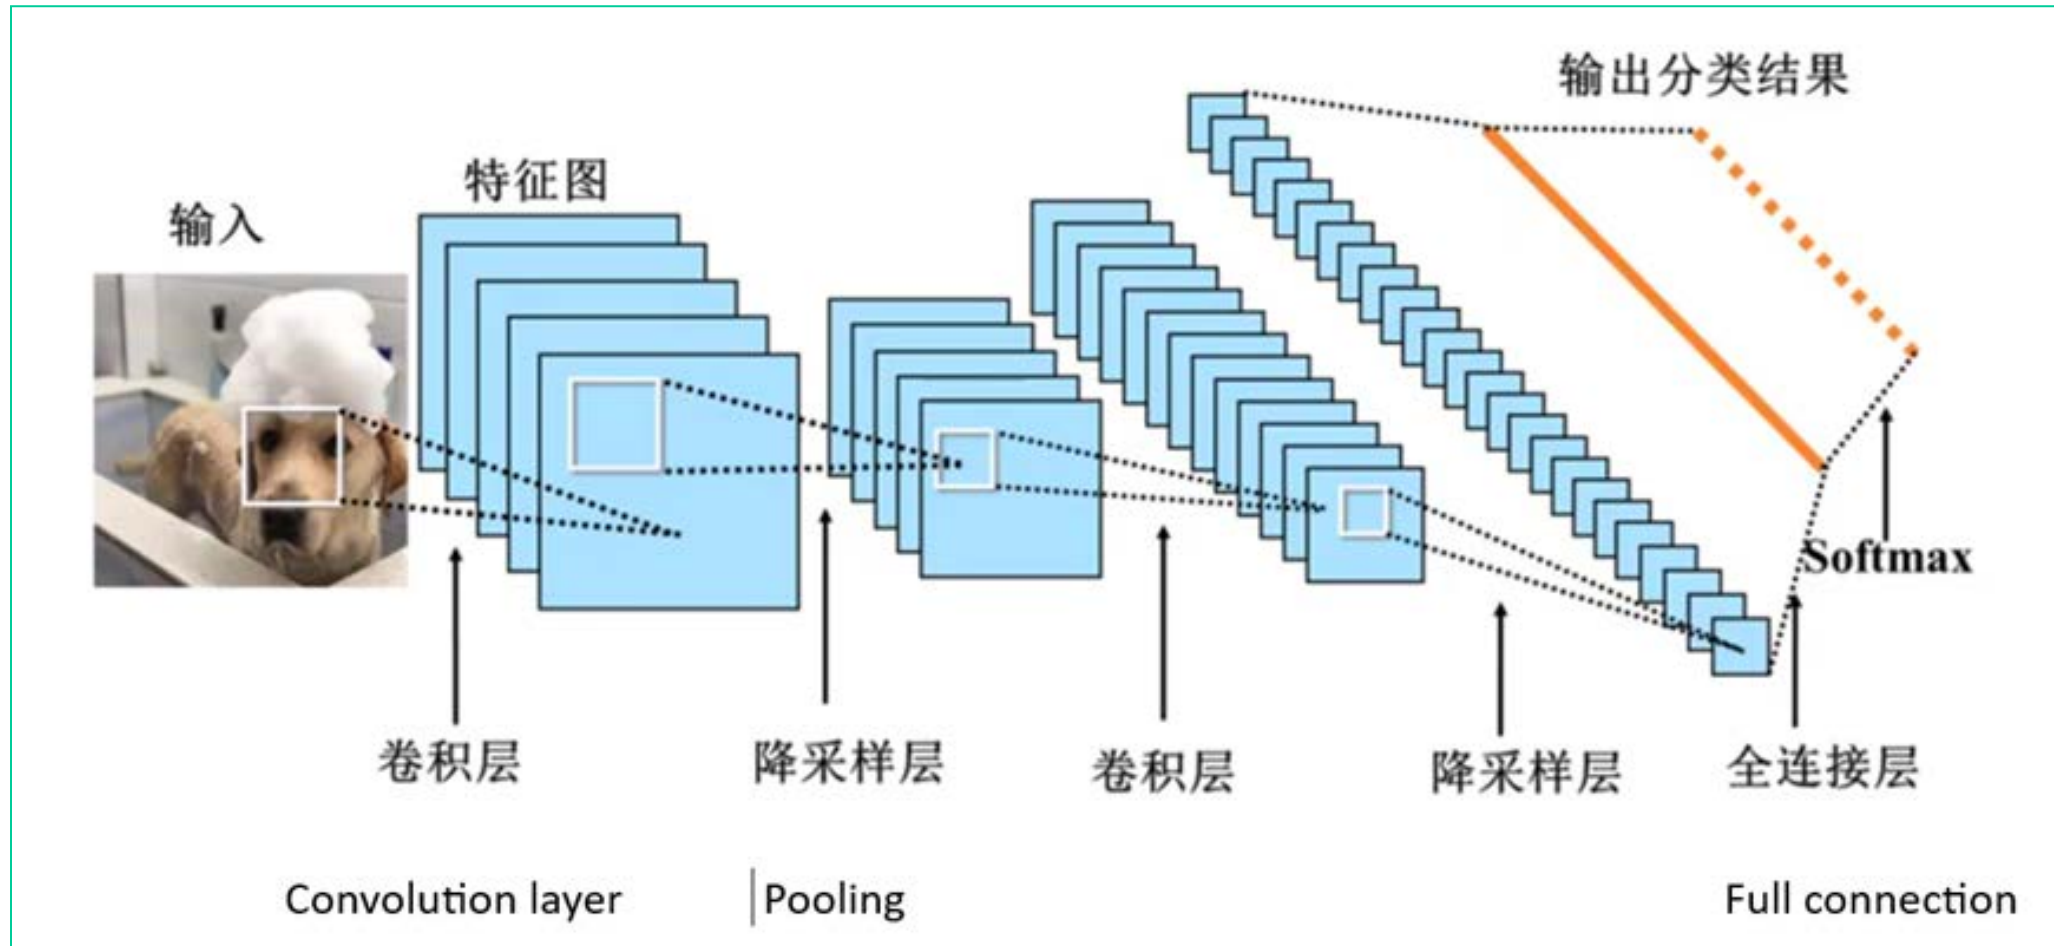 输出分类结果
特征图
输入
Softmax
卷积层
降采样层
卷积层
降采样层
全连接层
Convolution layer
Pooling
Full connection